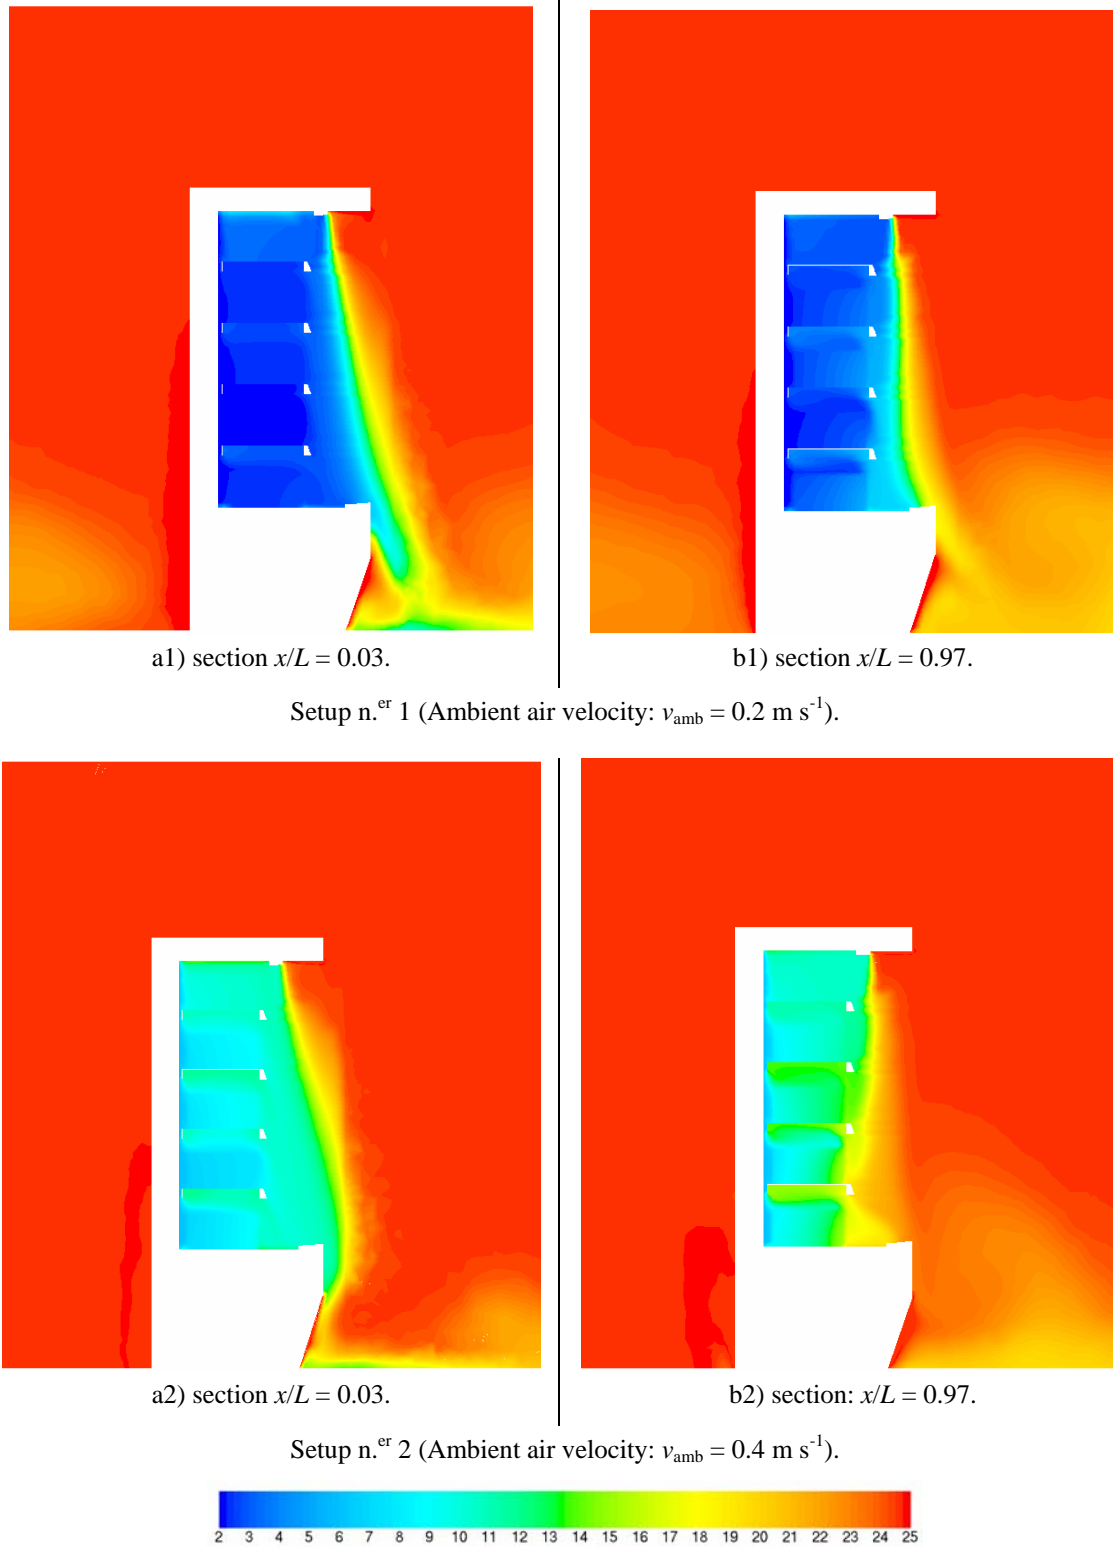 a1) section x/L = 0.03.
b1) section x/L = 0.97.
Setup n.er 1 (Ambient air velocity: vamb = 0.2 m s-1).
a2) section x/L = 0.03.
b2) section: x/L = 0.97.
Setup n.er 2 (Ambient air velocity: vamb = 0.4 m s-1).
2 3 4 5 6 7 8 9 10 11 12 13 14 15 16 17 18 19 20 21 22 23 24 25